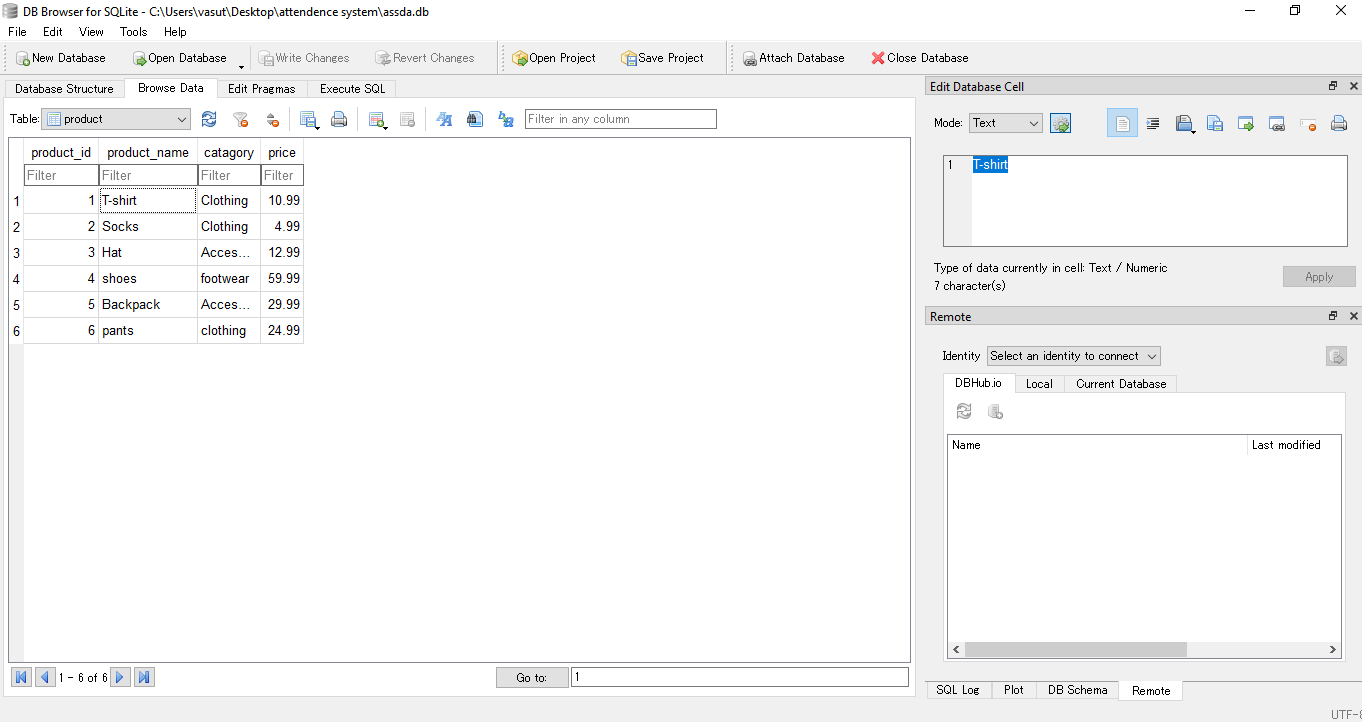 DB Browser for SQLite - C:\Users\vasut\Desktop\attendence system\assda.db
File Edit View Tools Help
New Database Open Database Write Changes Revert Changes Open Project Save Project Attach Database Close Database
Database Structure Browse Data Edit Pragmas Execute SQL
Table: product Filter in any column
product_id product_name catagory price
Filter Filter Filter Filter
1 1 T-shirt Clothing 10.99
2 2 Socks Clothing 4.99
3 3 Hat Acces... 12.99
4 4 shoes footwear 59.99
5 5 Backpack Acces... 29.99
6 6 pants clothing 24.99
1 - 6 of 6 Go to: 1
Edit Database Cell
Mode: Text
1 T-shirt
Type of data currently in cell: Text / Numeric
7 character(s)
Apply
Remote
Identity Select an identity to connect
DBHub.io Local Current Database
Name Last modified
SQL Log Plot DB Schema Remote